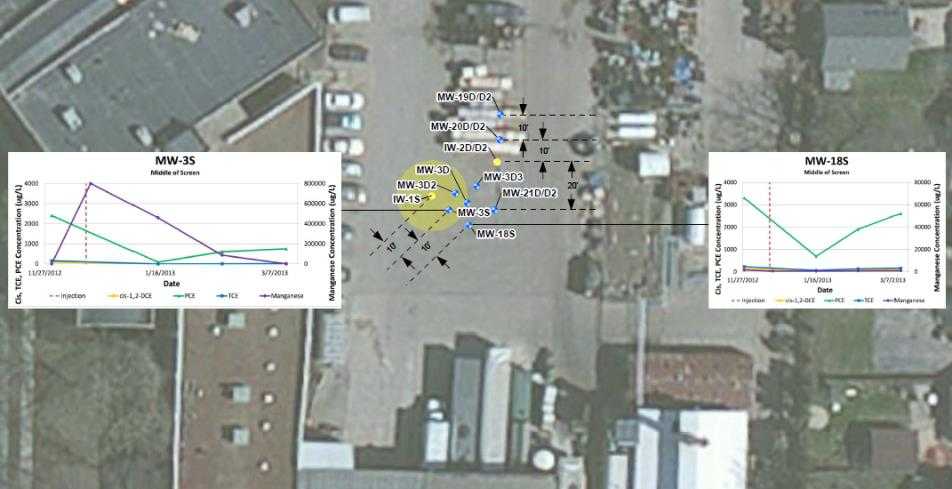 MW-19D/D2
10'
MW-20D/D2
10'
IW-2D/D2
MW-3D
MW-3D3
20'
MW-3D2
MW-21D/D2
IW-1S
MW-3S
MW-18S
10'
10'
MW-3S
Middle of Screen
Cis, TCE, PCE Concentration (ug/L)
4000
3000
2000
1000
0
800000
600000
400000
200000
0
Manganese Concentration (ug/L)
11/27/2012
1/16/2013
3/7/2013
Date
Injection
cis-1,2-DCE
PCE
TCE
Manganese
MW-18S
Middle of Screen
Cis, TCE, PCE Concentration (ug/L)
4000
3000
2000
1000
0
80000
60000
40000
20000
0
Manganese Concentration (ug/L)
11/27/2012
1/16/2013
3/7/2013
Date
Injection
cis-1,2-DCE
PCE
TCE
Manganese